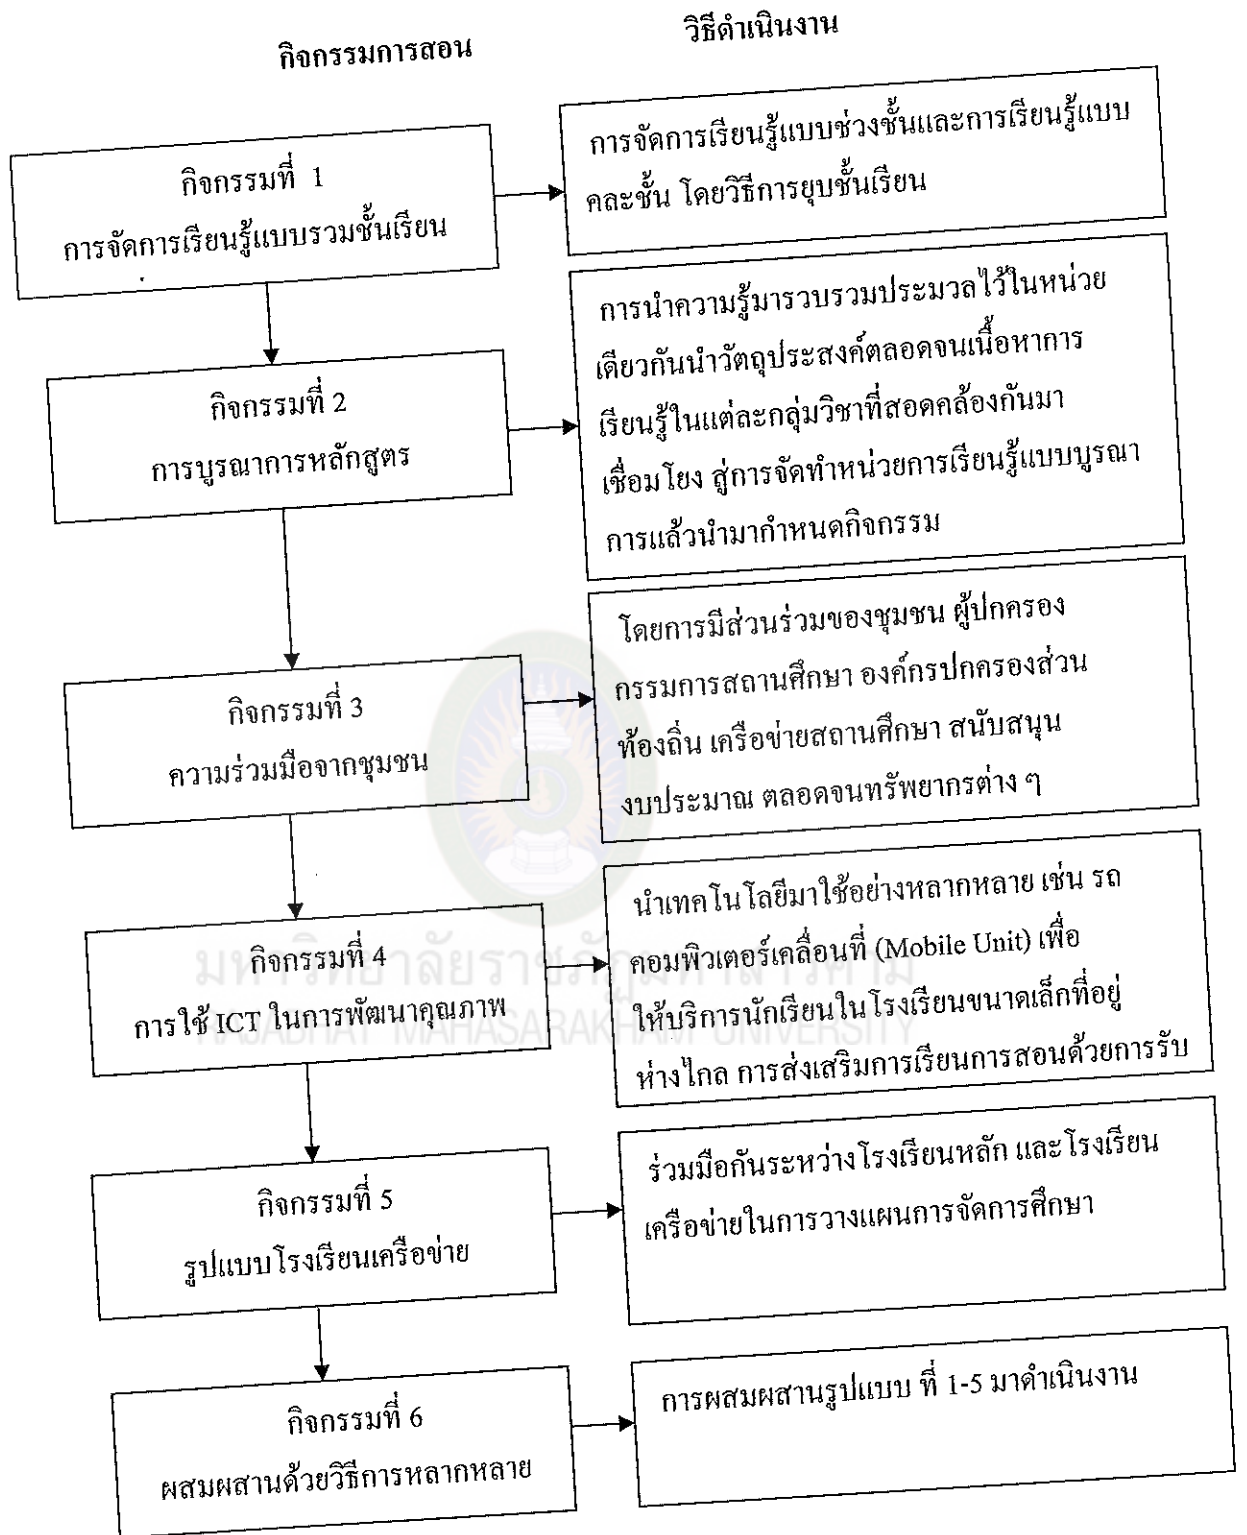 กิจกรรมการสอน
วิธีดำเนินงาน
กิจกรรมที่ 1
การจัดการเรียนรู้แบบรวมชั้นเรียน
การจัดการเรียนรู้แบบช่วงชั้นและการเรียนรู้แบบ
คละชั้น โดยวิธีการยุบชั้นเรียน
กิจกรรมที่ 2
การบูรณาการหลักสูตร
การนำความรู้มารวบรวมประมวลไว้ในหน่วย
เดียวกันนำวัตถุประสงค์ตลอดจนเนื้อหาการ
เรียนรู้ในแต่ละกลุ่มวิชาที่สอดคล้องกันมา
เชื่อมโยง สู่การจัดทำหน่วยการเรียนรู้แบบบูรณา
การแล้วนำมากำหนดกิจกรรม
กิจกรรมที่ 3
ความร่วมมือจากชุมชน
โดยการมีส่วนร่วมของชุมชน ผู้ปกครอง
กรรมการสถานศึกษา องค์กรปกครองส่วน
ท้องถิ่น เครือข่ายสถานศึกษา สนับสนุน
งบประมาณ ตลอดจนทรัพยากรต่าง ๆ
กิจกรรมที่ 4
การใช้ ICT ในการพัฒนาคุณภาพ
นำเทคโนโลยีมาใช้อย่างหลากหลาย เช่น รถ
คอมพิวเตอร์เคลื่อนที่ (Mobile Unit) เพื่อ
ให้บริการนักเรียนในโรงเรียนขนาดเล็กที่อยู่
ห่างไกล การส่งเสริมการเรียนการสอนด้วยการรับ
มหาวิทยาลัยราชภัฏมหาสารคาม
RAJABHAT MAHASARAKHAM UNIVERSITY
กิจกรรมที่ 5
รูปแบบโรงเรียนเครือข่าย
ร่วมมือกันระหว่างโรงเรียนหลัก และโรงเรียน
เครือข่ายในการวางแผนการจัดการศึกษา
กิจกรรมที่ 6
ผสมผสานด้วยวิธีการหลากหลาย
การผสมผสานรูปแบบ ที่ 1-5 มาดำเนินงาน